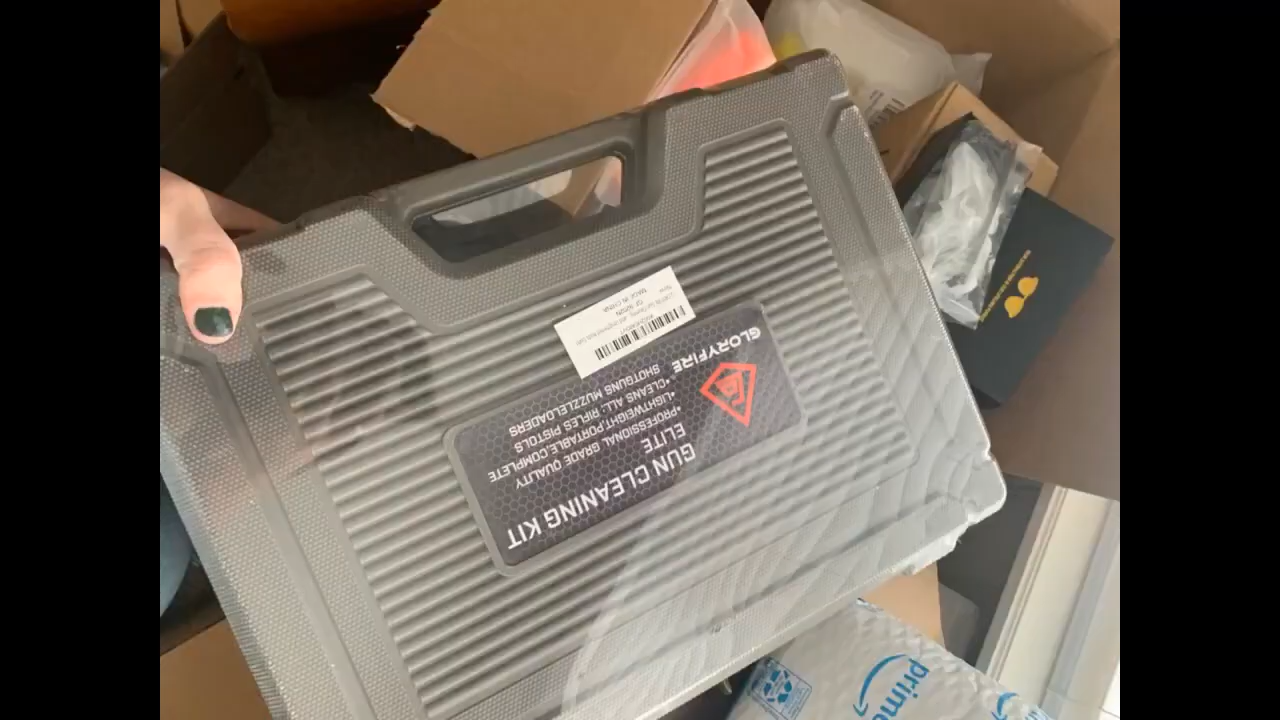 GLORYFIRE
GUN CLEANING KIT
ELITE
•PROFESSIONAL GRADE QUALITY
•LIGHTWEIGHT,PORTABLE,COMPLETE
•CLEANS ALL: RIFLES PISTOLS
SHOTGUNS MUZZLELOADERS
New
MADE IN CHINA
prime